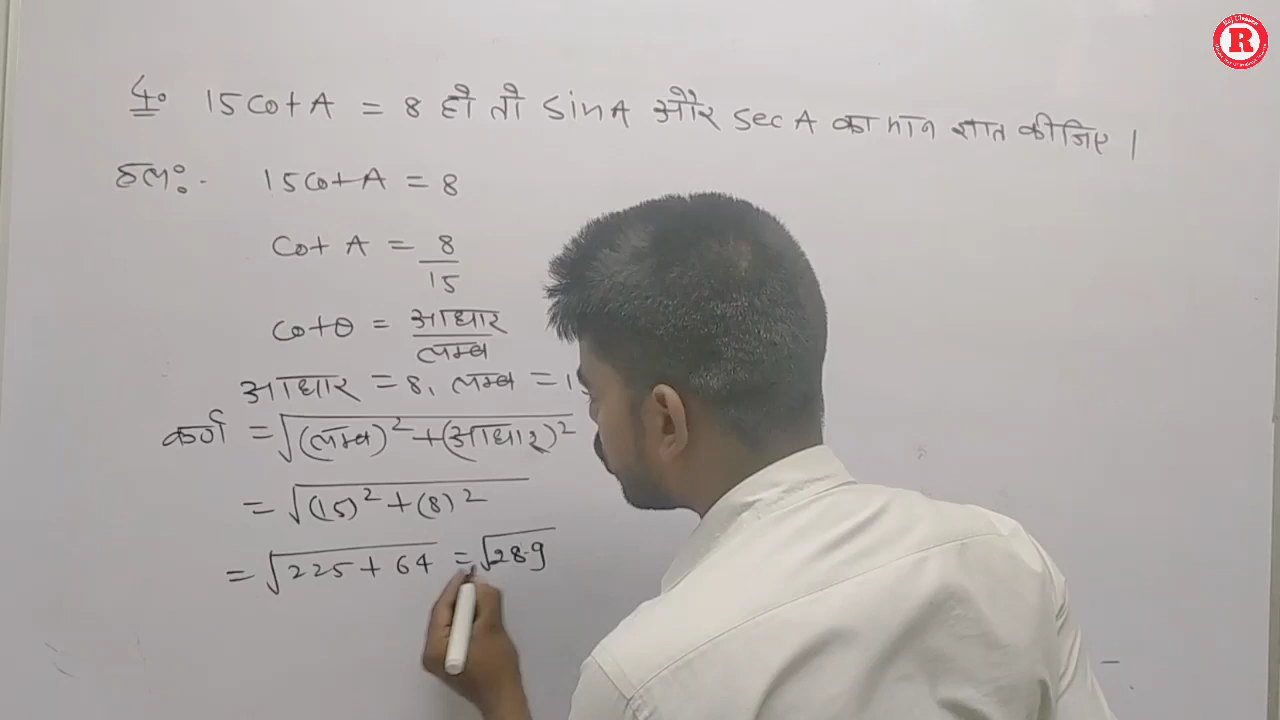 4. 15 cot A = 8 हो तो sin A और sec A का मान ज्ञात कीजिए ।
हलः-
15 cot A = 8
cot A = 8/15
cot θ = आधार/लम्ब
आधार = 8, लम्ब = 1
कर्ण = √(लम्ब)² + (आधार)²
= √(15)² + (8)²
= √225 + 64 = √289
R